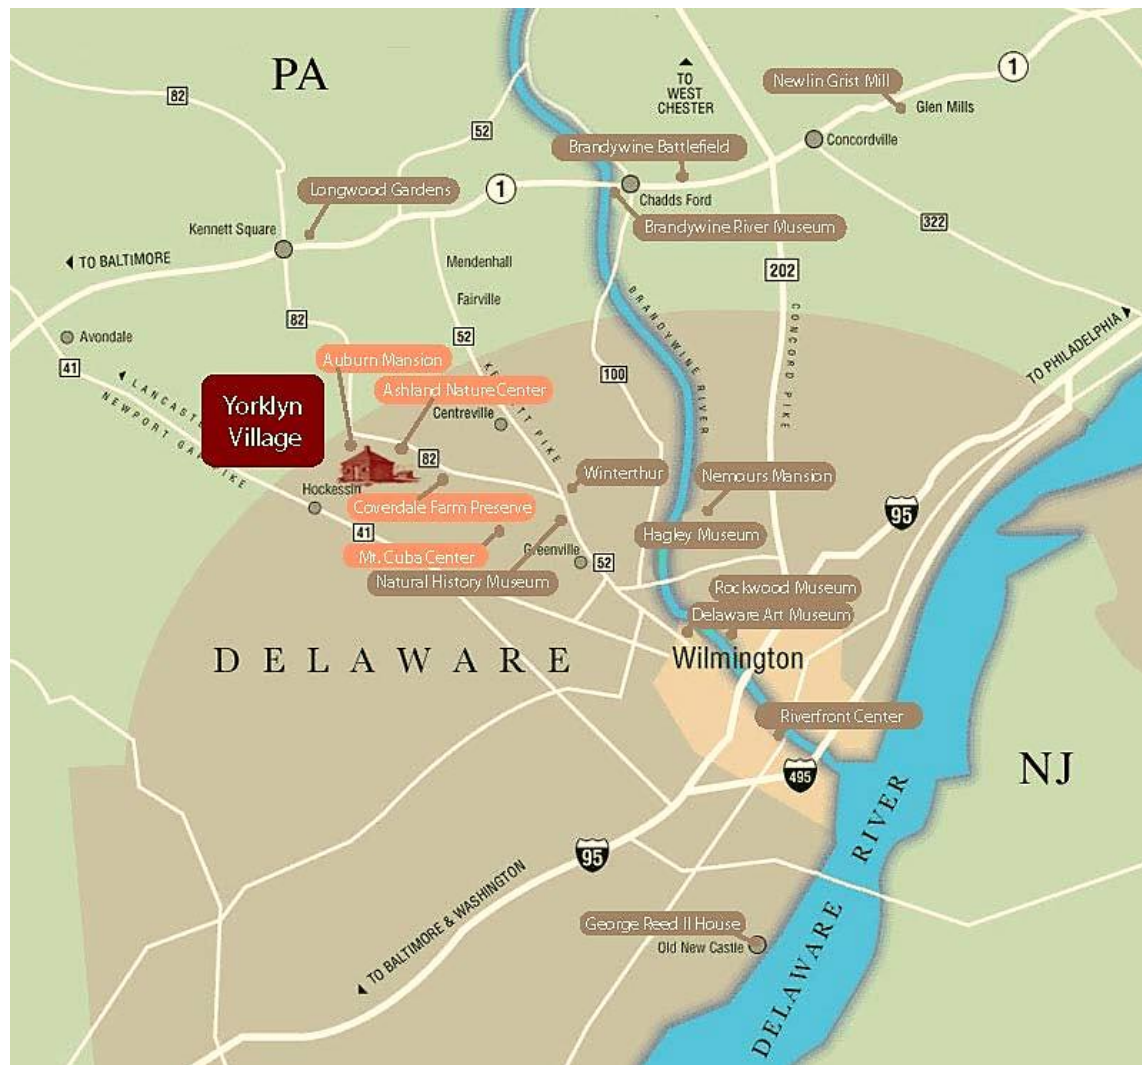 PA
1
Newlin Grist Mill
TO
WEST
CHESTER
82
Glen Mills
52
Concordville
Brandywine Battlefield
Longwood Gardens
1
Chadds Ford
Kennett Square
Brandywine River Museum
322
TO BALTIMORE
Mendenhall
202
Fairville
BRANDYWINE RIVER
CONCORD PIKE
82
52
Avondale
TO PHILADELPHIA
Auburn Mansion
41
100
LANCASTE
Ashland Nature Center
KENNETT PIKE
Yorklyn
Village
NEWPORT GAP PIKE
Centreville
82
Winterthur
Nemours Mansion
Hockessin
Coverdale Farm Preserve
95
41
Hagley Museum
Mt. Cuba Center
Greenville
52
Natural History Museum
Rockwood Museum
Delaware Art Museum
DELAWARE
Wilmington
Riverfront Center
495
NJ
95
DELAWARE RIVER
TO BALTIMORE & WASHINGTON
George Reed II House
Old New Castle